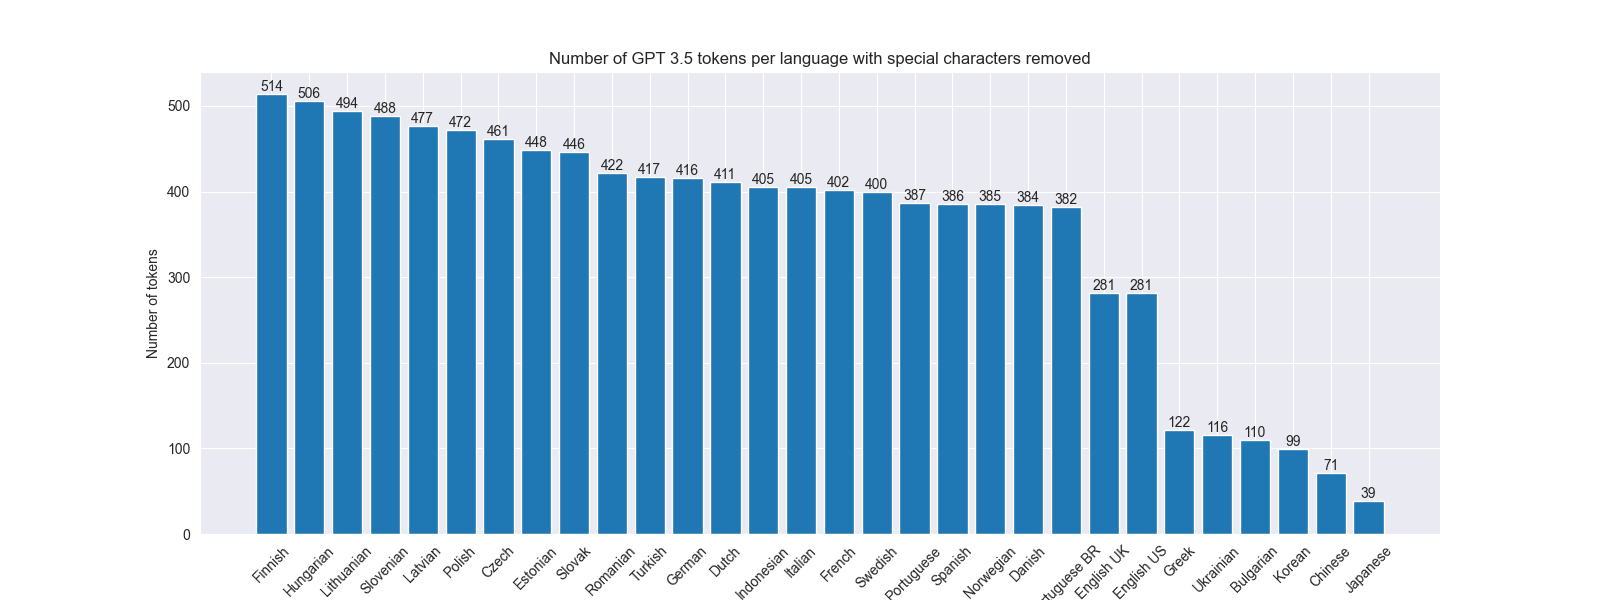 Number of GPT 3.5 tokens per language with special characters removed
Number of tokens
500
400
300
200
100
0
514
506
494
488
477
472
461
448
446
422
417
416
411
405
405
402
400
387
386
385
384
382
281
281
122
116
110
99
71
39
Finnish
Hungarian
Lithuanian
Slovenian
Latvian
Polish
Czech
Estonian
Slovak
Romanian
Turkish
German
Dutch
Indonesian
Italian
French
Swedish
Portuguese
Spanish
Norwegian
Danish
rtuguese BR
English UK
English US
Greek
Ukrainian
Bulgarian
Korean
Chinese
Japanese